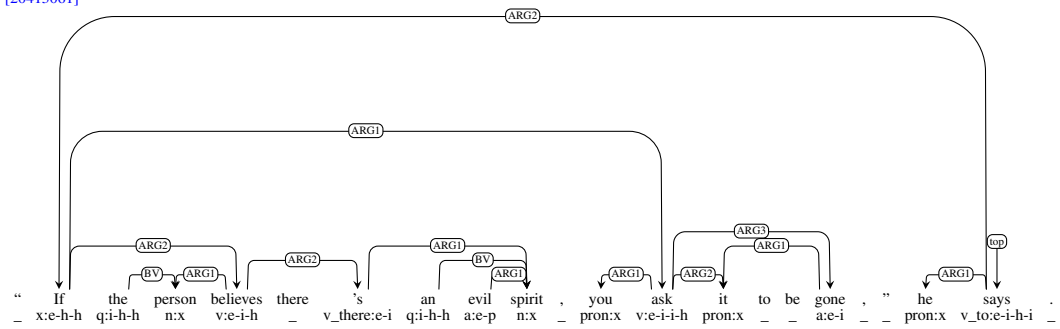 [20415061]
ARG2
ARG1
ARG2 ARG1 ARG3
ARG2 BV ARG1 top
BV ARG1 ARG1 ARG1 ARG2 ARG1
“ If the person believes there 's an evil spirit , you ask it to be gone , ” he says .
_ x:e-h-h q:i-h-h n:x v:e-i-h _ v_there:e-i q:i-h-h a:e-p n:x _ pron:x v:e-i-i-h pron:x _ _ a:e-i _ _ pron:x v_to:e-i-h-i _